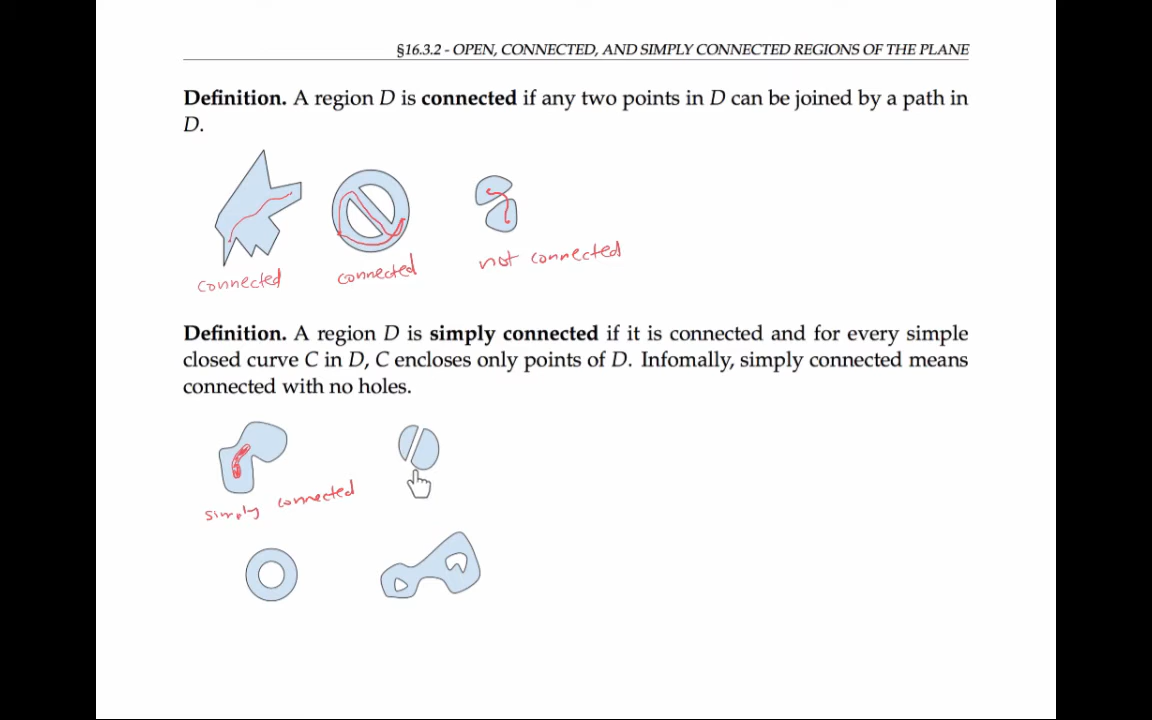 §16.3.2 - OPEN, CONNECTED, AND SIMPLY CONNECTED REGIONS OF THE PLANE
Definition. A region D is connected if any two points in D can be joined by a path in
D.
connected
connected
not connected
Definition. A region D is simply connected if it is connected and for every simple
closed curve C in D, C encloses only points of D. Infomally, simply connected means
connected with no holes.
simply connected